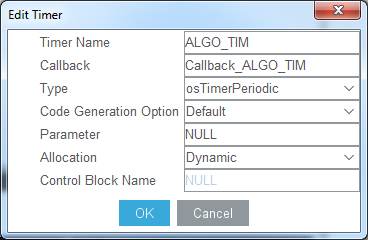 Edit Timer
Timer Name ALGO_TIM
Callback Callback_ALGO_TIM
Type osTimerPeriodic
Code Generation Option Default
Parameter NULL
Allocation Dynamic
Control Block Name NULL
OK Cancel